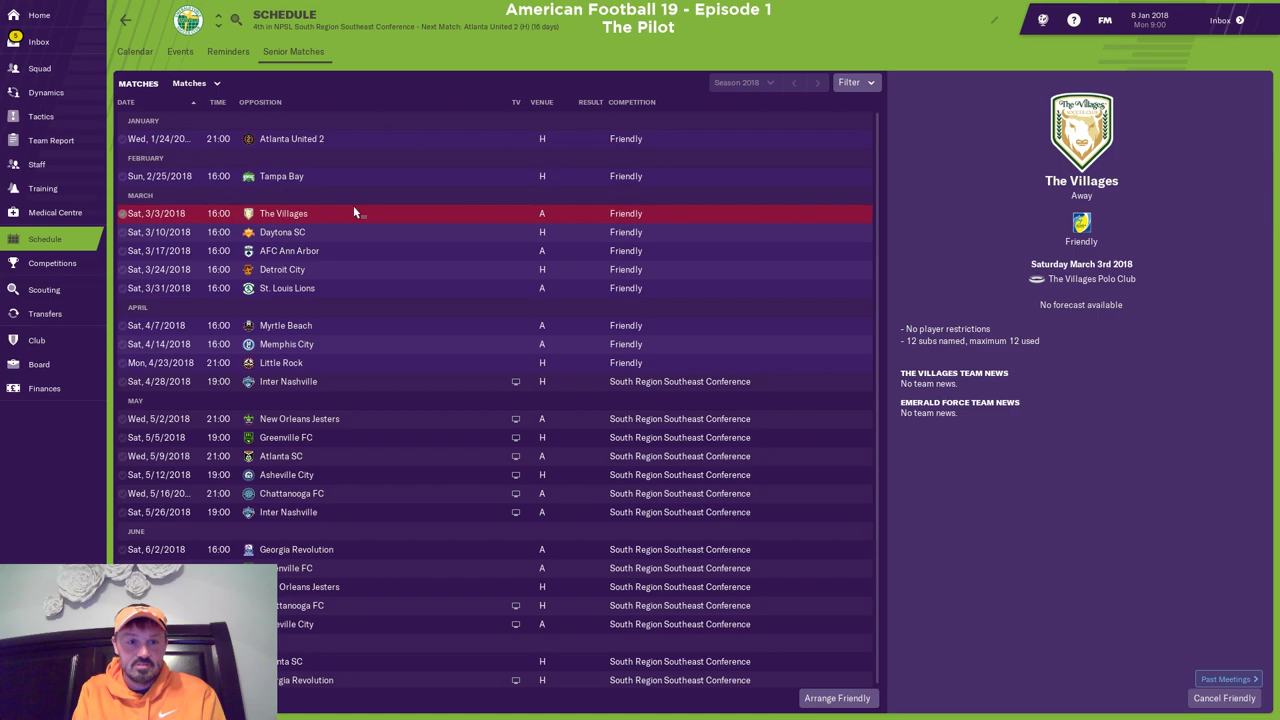 American Football 19 - Episode 1
The Pilot
SCHEDULE
4th in NPSL South Region Southeast Conference - Next Match: Atlanta United 2 (H) (16 days)
FM
8 Jan 2018
Mon 9:00
Inbox
Home
5
Inbox
Squad
Dynamics
Tactics
Team Report
Staff
Training
Medical Centre
Schedule
Competitions
Scouting
Transfers
Club
Board
Finances
Calendar Events Reminders Senior Matches
MATCHES Matches Season 2018 Filter
DATE TIME OPPOSITION TV VENUE RESULT COMPETITION
JANUARY
Wed, 1/24/20... 21:00 Atlanta United 2 H Friendly
FEBRUARY
Sun, 2/25/2018 16:00 Tampa Bay H Friendly
MARCH
Sat, 3/3/2018 16:00 The Villages A Friendly
Sat, 3/10/2018 16:00 Daytona SC H Friendly
Sat, 3/17/2018 16:00 AFC Ann Arbor A Friendly
Sat, 3/24/2018 16:00 Detroit City H Friendly
Sat, 3/31/2018 16:00 St. Louis Lions A Friendly
APRIL
Sat, 4/7/2018 16:00 Myrtle Beach A Friendly
Sat, 4/14/2018 16:00 Memphis City A Friendly
Mon, 4/23/2018 21:00 Little Rock H Friendly
Sat, 4/28/2018 19:00 Inter Nashville H South Region Southeast Conference
MAY
Wed, 5/2/2018 21:00 New Orleans Jesters A South Region Southeast Conference
Sat, 5/5/2018 19:00 Greenville FC H South Region Southeast Conference
Wed, 5/9/2018 21:00 Atlanta SC A South Region Southeast Conference
Sat, 5/12/2018 19:00 Asheville City H South Region Southeast Conference
Wed, 5/16/20... 21:00 Chattanooga FC A South Region Southeast Conference
Sat, 5/26/2018 19:00 Inter Nashville A South Region Southeast Conference
JUNE
Sat, 6/2/2018 16:00 Georgia Revolution A South Region Southeast Conference
enville FC A South Region Southeast Conference
Orleans Jesters H South Region Southeast Conference
ttanooga FC H South Region Southeast Conference
eville City A South Region Southeast Conference
nta SC H South Region Southeast Conference
rgia Revolution H South Region Southeast Conference
Arrange Friendly
The Villages
SOCCER CLUB
The Villages
Away
Friendly
Saturday March 3rd 2018
The Villages Polo Club
No forecast available
- No player restrictions
- 12 subs named, maximum 12 used
THE VILLAGES TEAM NEWS
No team news.
EMERALD FORCE TEAM NEWS
No team news.
Past Meetings
Cancel Friendly